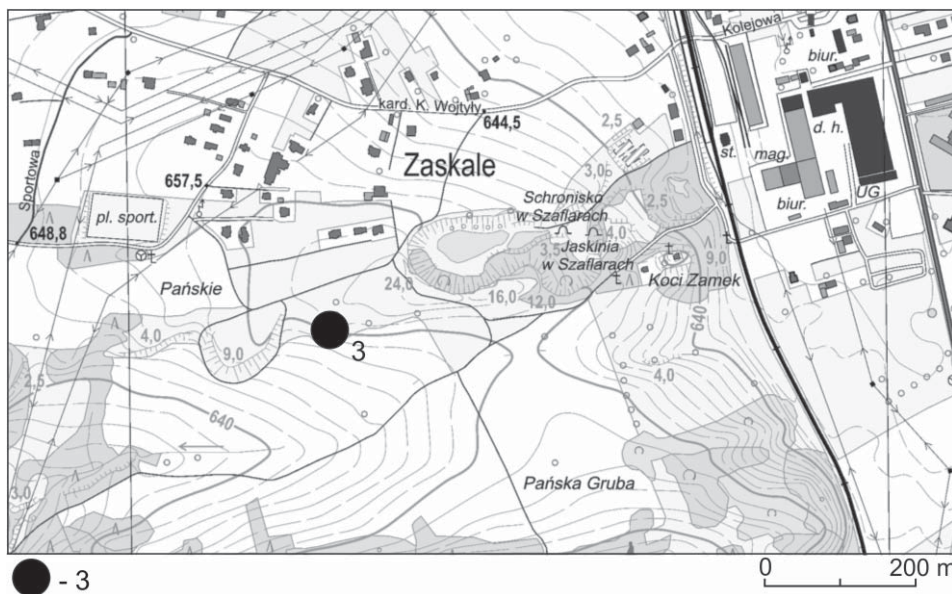 Kolejowa
biur.
kard. K. Wojtyły
644,5
2,5
d. h.
Sportowa
Zaskale
3,0
st.
mag.
657,5
Schronisko
w Szaflarach
2,5
biur.
UG
pl. sport.
4,0
648,8
3,5
Jaskinia
w Szaflarach
9,0
Koci Zamek
24,0
Pańskie
16,0
12,0
640
4,0
9,0
3
2,5
4,0
640
Pańska Gruba
3,0
- 3
0 200 m